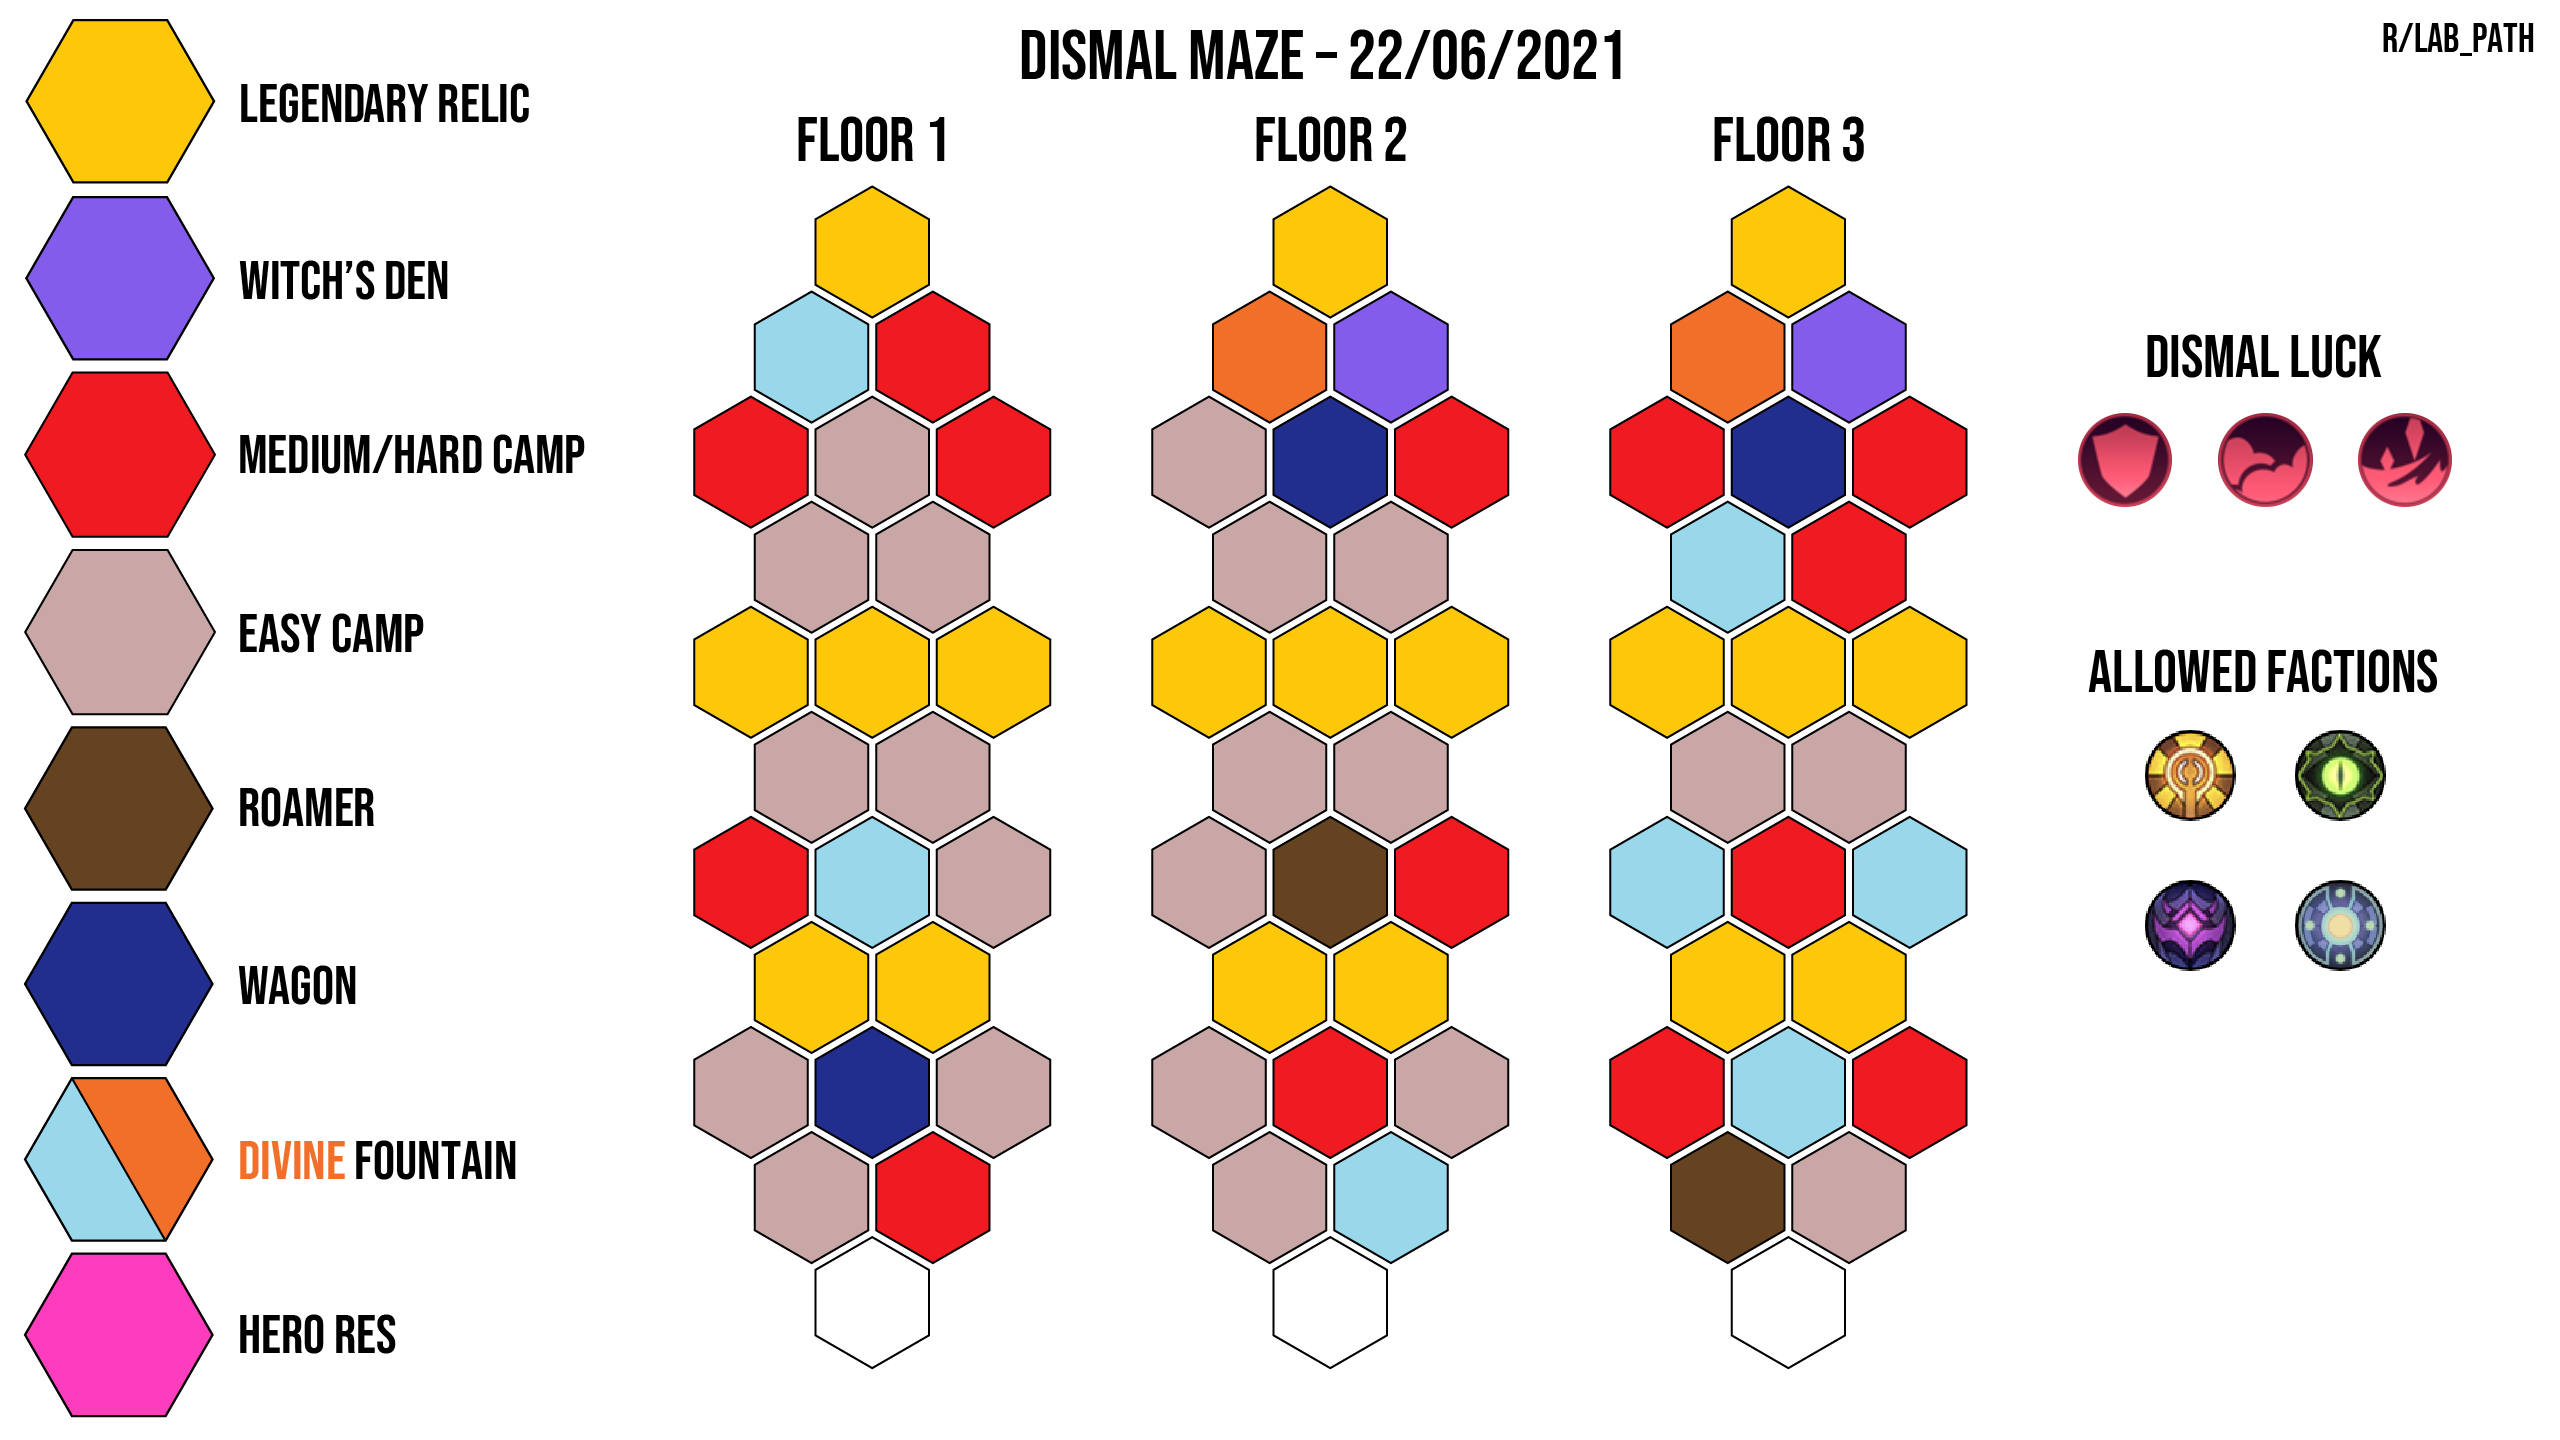 DISMAL MAZE – 22/06/2021
R/LAB_PATH
LEGENDARY RELIC
WITCH'S DEN
MEDIUM/HARD CAMP
EASY CAMP
ROAMER
WAGON
DIVINE FOUNTAIN
HERO RES
FLOOR 1
FLOOR 2
FLOOR 3
DISMAL LUCK
ALLOWED FACTIONS